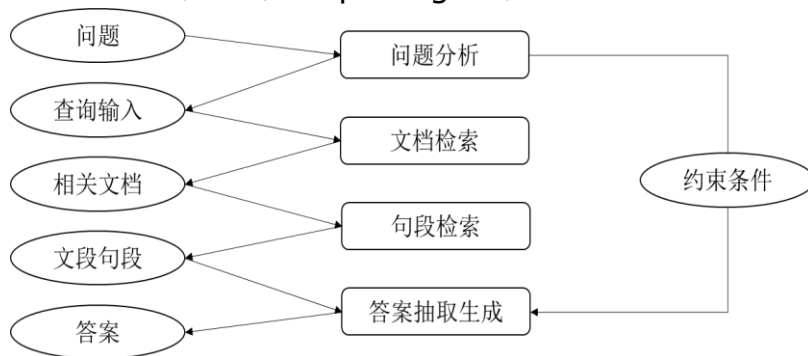 问题
问题分析
查询输入
文档检索
相关文档
约束条件
句段检索
文段句段
答案抽取生成
答案